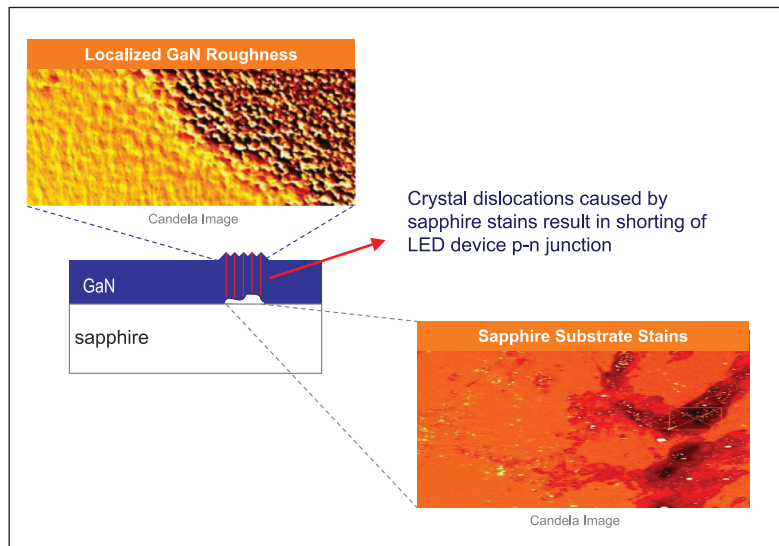 Localized GaN Roughness
Candela Image
Crystal dislocations caused by
sapphire stains result in shorting of
LED device p-n junction
GaN
sapphire
Sapphire Substrate Stains
Candela Image